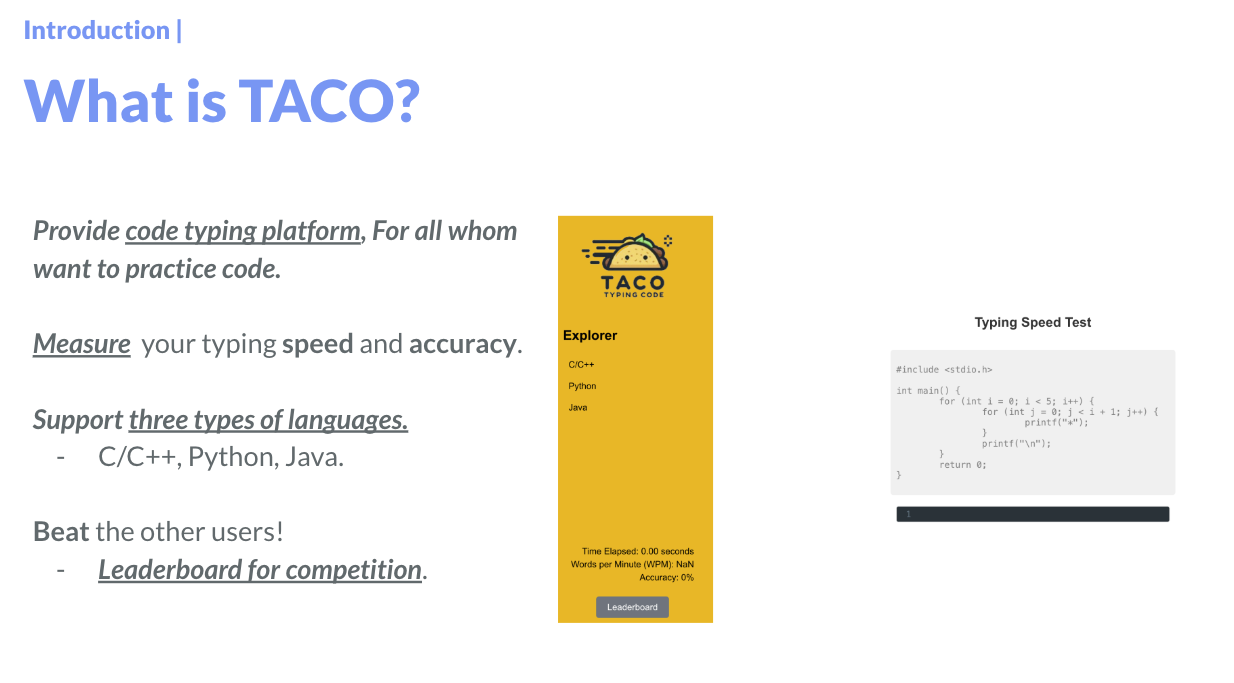 Introduction |
What is TACO?
Provide code typing platform, For all whom
want to practice code.
Measure your typing speed and accuracy.
Support three types of languages.
- C/C++, Python, Java.
Beat the other users!
- Leaderboard for competition.
TACO
TYPING CODE
Explorer
C/C++
Python
Java
Time Elapsed: 0.00 seconds
Words per Minute (WPM): NaN
Accuracy: 0%
Leaderboard
Typing Speed Test
#include <stdio.h>
int main() {
for (int i = 0; i < 5; i++) {
for (int j = 0; j < i + 1; j++) {
printf("*");
}
printf("\n");
}
return 0;
}
1